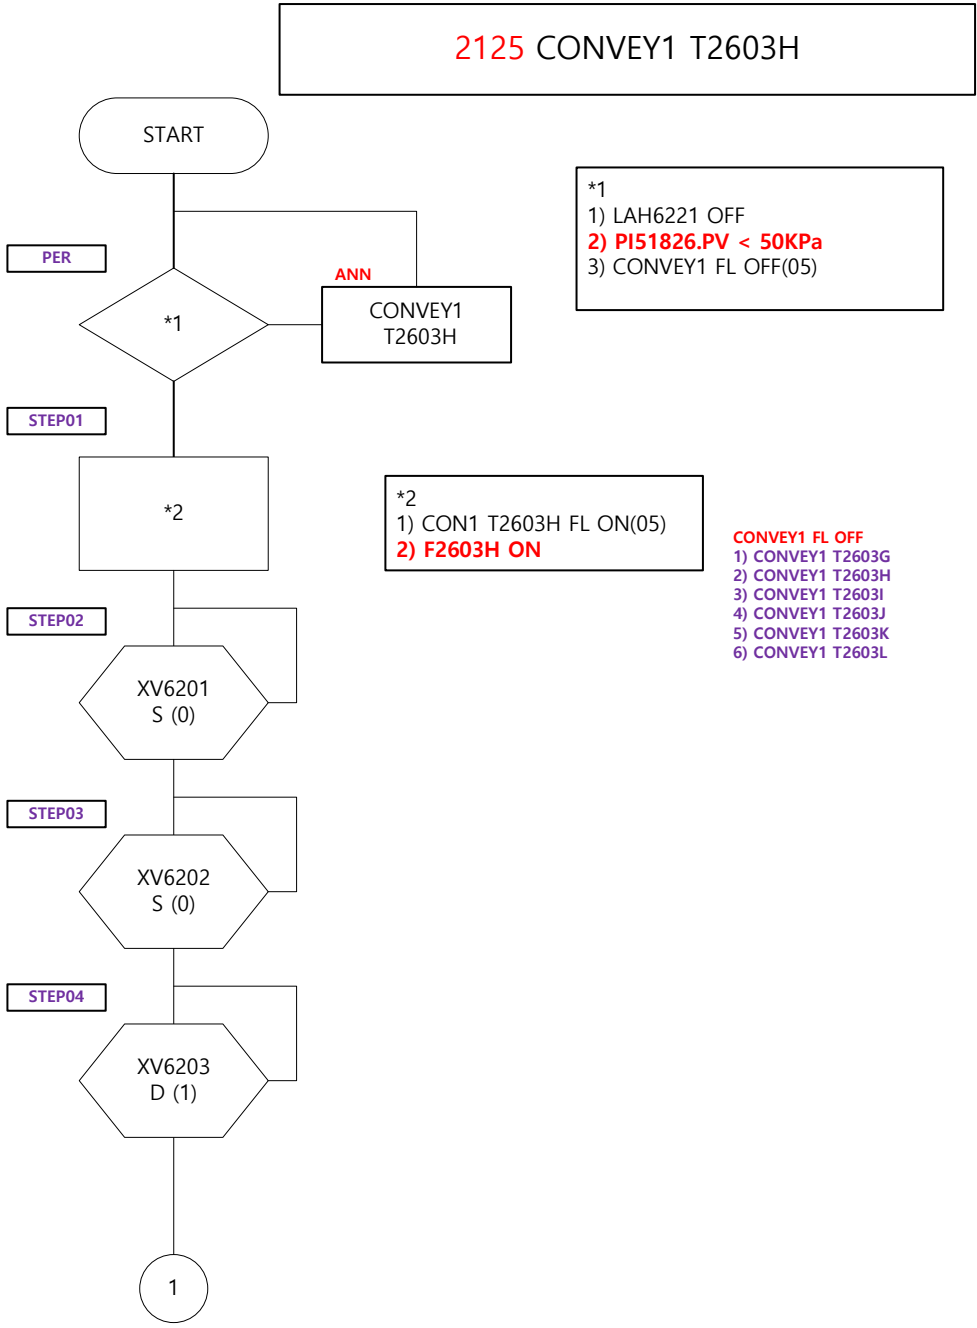 2125 CONVEY1 T2603H
START
*1
1) LAH6221 OFF
2) PI51826.PV < 50KPa
3) CONVEY1 FL OFF(05)
PER
ANN
*1
CONVEY1
T2603H
STEP01
*2
*2
1) CON1 T2603H FL ON(05)
2) F2603H ON
CONVEY1 FL OFF
1) CONVEY1 T2603G
2) CONVEY1 T2603H
3) CONVEY1 T2603I
4) CONVEY1 T2603J
5) CONVEY1 T2603K
6) CONVEY1 T2603L
STEP02
XV6201
S (0)
STEP03
XV6202
S (0)
STEP04
XV6203
D (1)
1